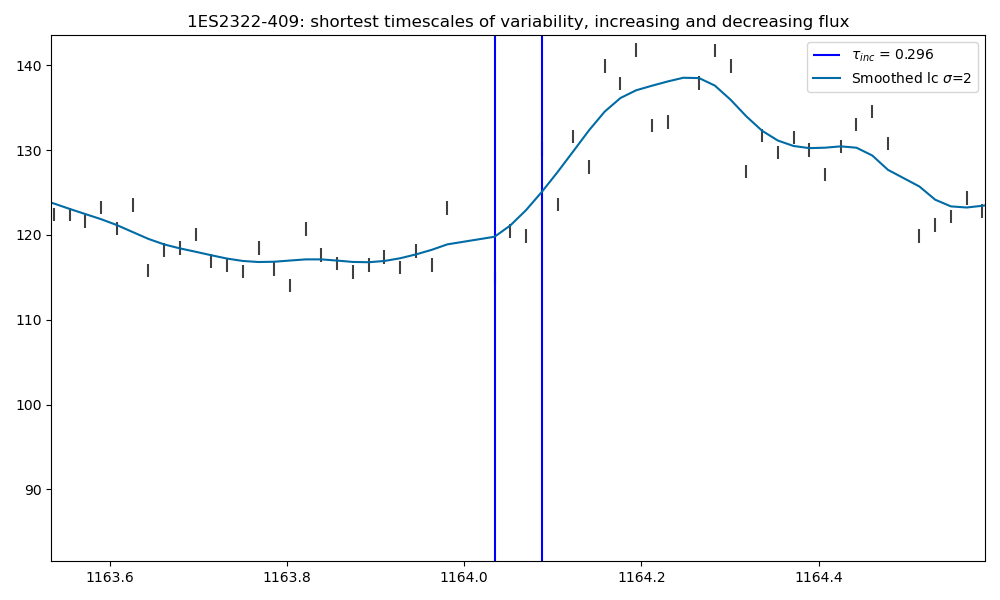 1ES2322-409: shortest timescales of variability, increasing and decreasing flux
τ_inc = 0.296
Smoothed lc σ=2
140
130
120
110
100
90
1163.6 1163.8 1164.0 1164.2 1164.4